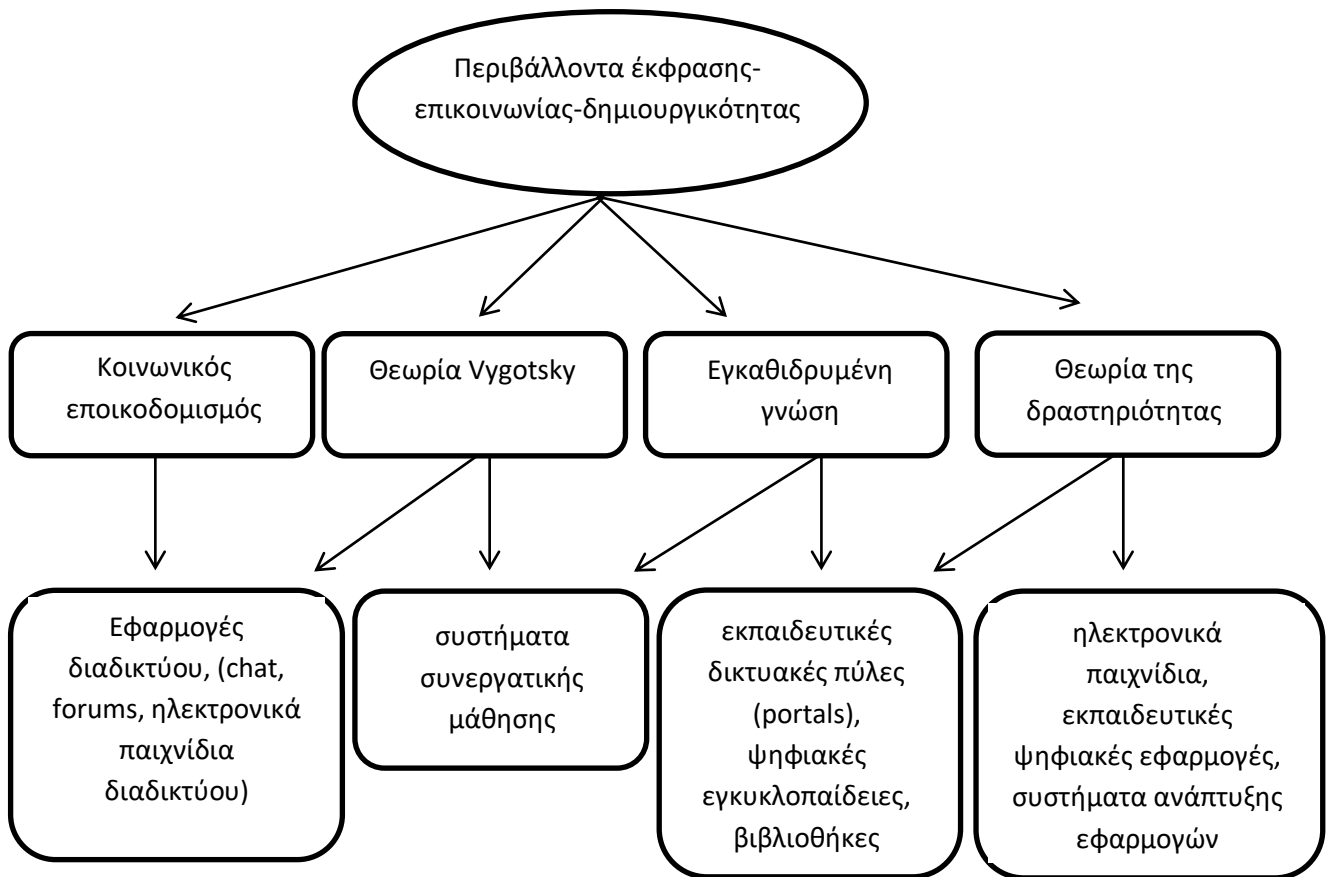 Περιβάλλοντα έκφρασης-
επικοινωνίας-δημιουργικότητας
Κοινωνικός
εποικοδομισμός
Θεωρία Vygotsky
Εγκαθιδρυμένη
γνώση
Θεωρία της
δραστηριότητας
Εφαρμογές
διαδικτύου, (chat,
forums, ηλεκτρονικά
παιχνίδια
διαδικτύου)
συστήματα
συνεργατικής
μάθησης
εκπαιδευτικές
δικτυακές πύλες
(portals),
ψηφιακές
εγκυκλοπαίδειες,
βιβλιοθήκες
ηλεκτρονικά
παιχνίδια,
εκπαιδευτικές
ψηφιακές εφαρμογές,
συστήματα ανάπτυξης
εφαρμογών